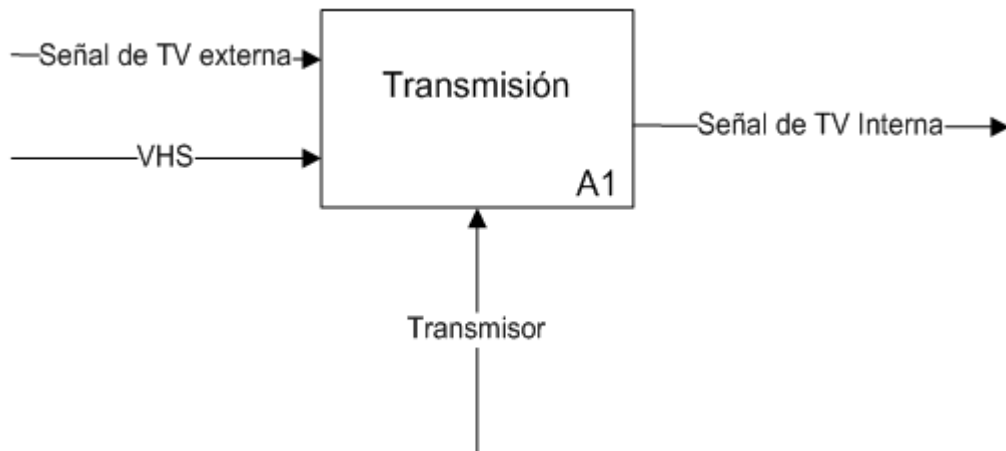 Señal de TV externa
Transmisión
Señal de TV Interna
VHS
A1
Transmisor